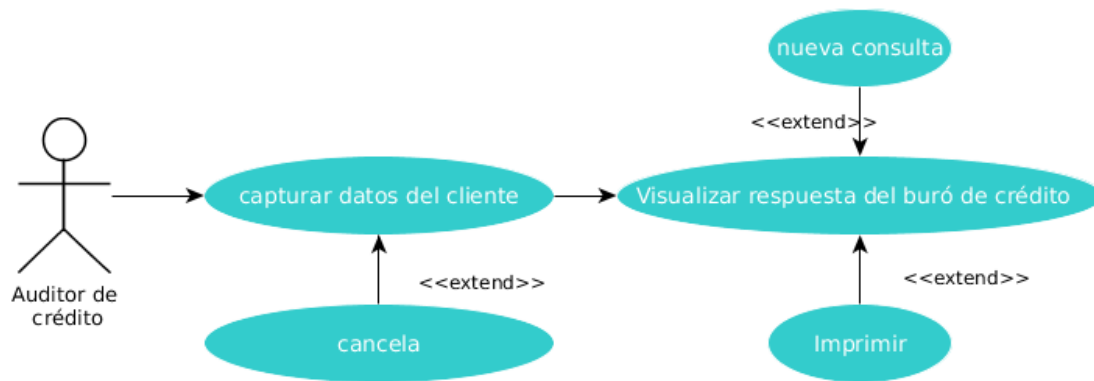 nueva consulta
<<extend>>
capturar datos del cliente
Visualizar respuesta del buró de crédito
<<extend>>
<<extend>>
Auditor de
crédito
cancela
Imprimir